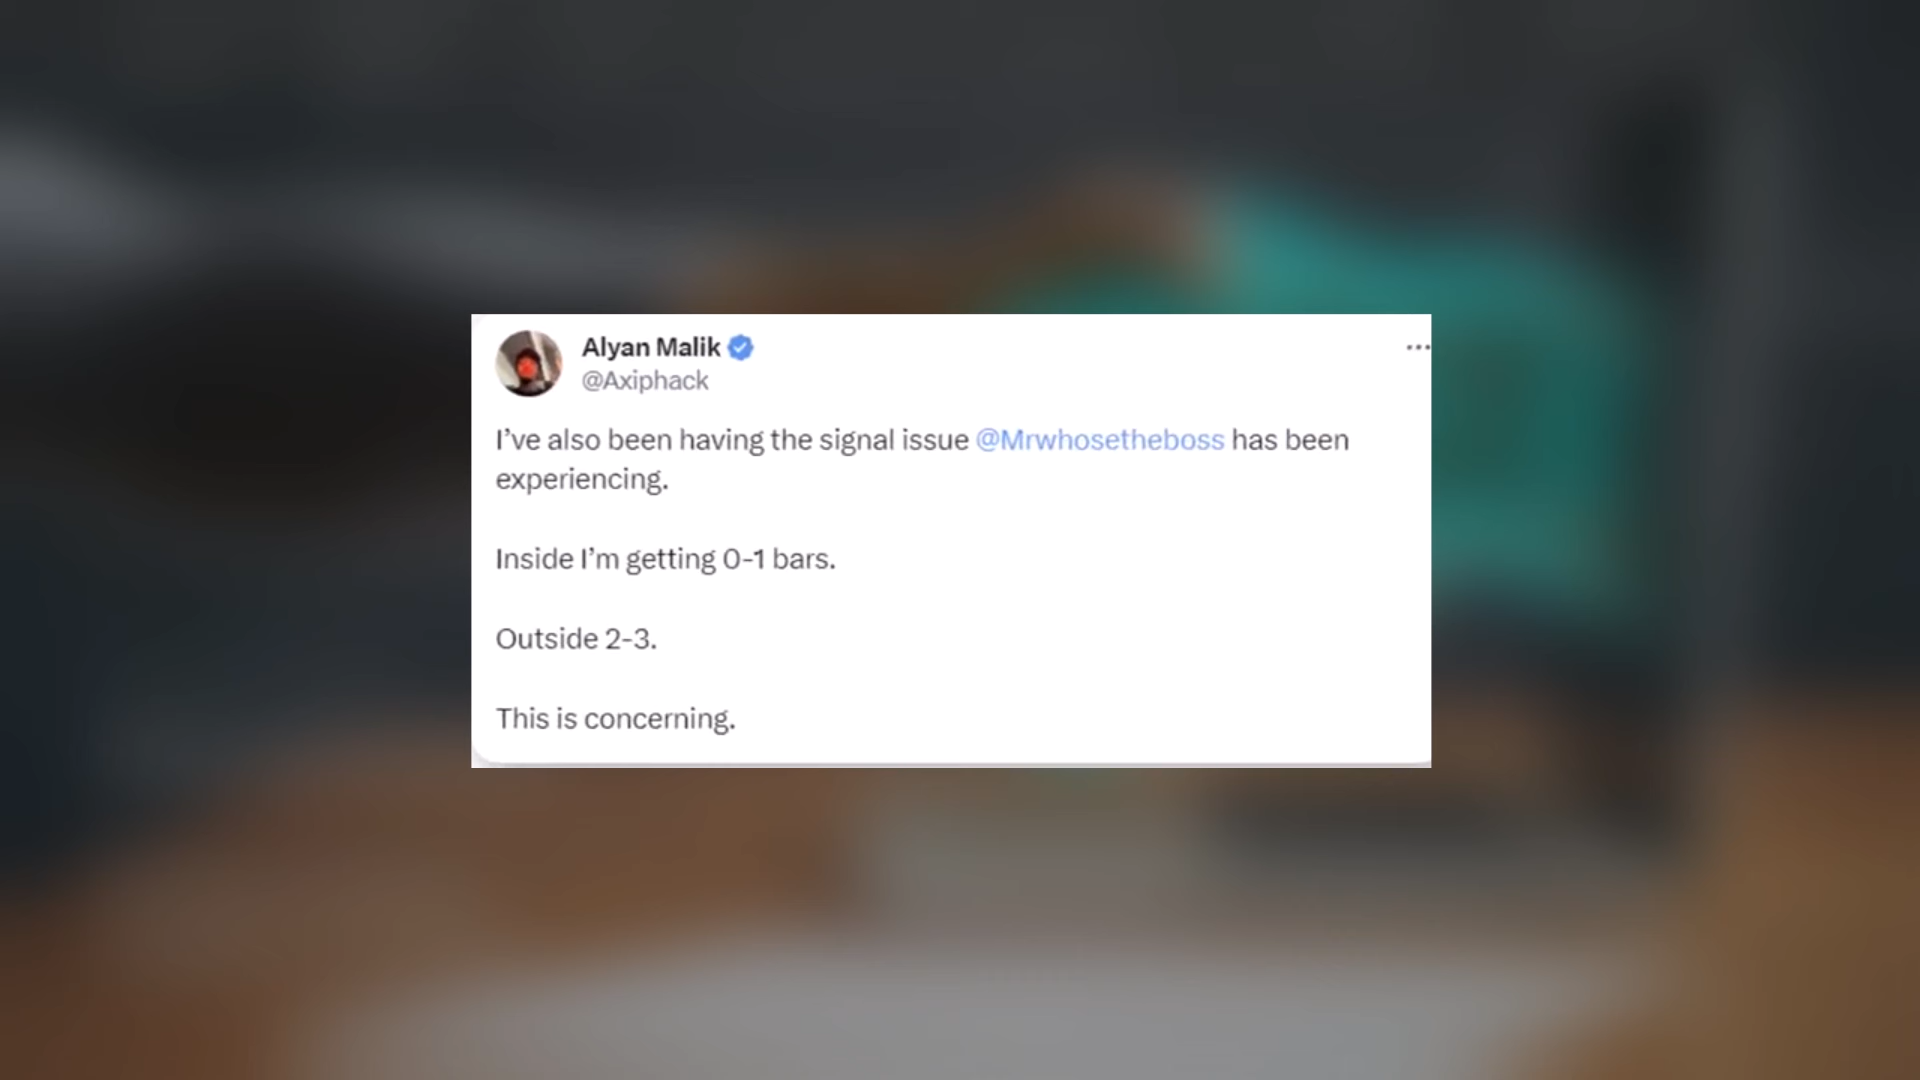 Alyan Malik
@Axiphack
I've also been having the signal issue @Mrwhosetheboss has been
experiencing.
Inside I'm getting 0-1 bars.
Outside 2-3.
This is concerning.